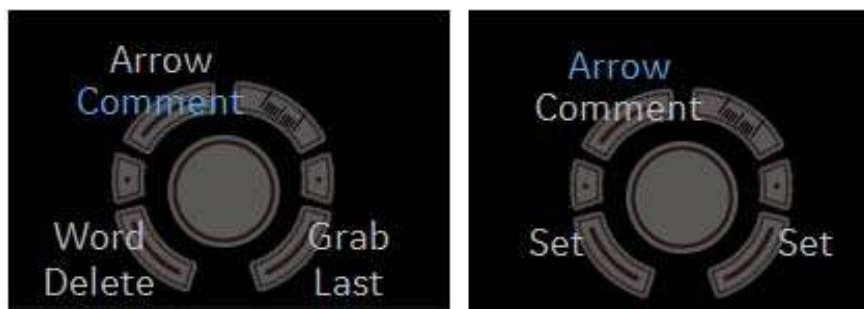 Arrow
Comment
Word
Delete
Grab
Last
Arrow
Comment
Set
Set